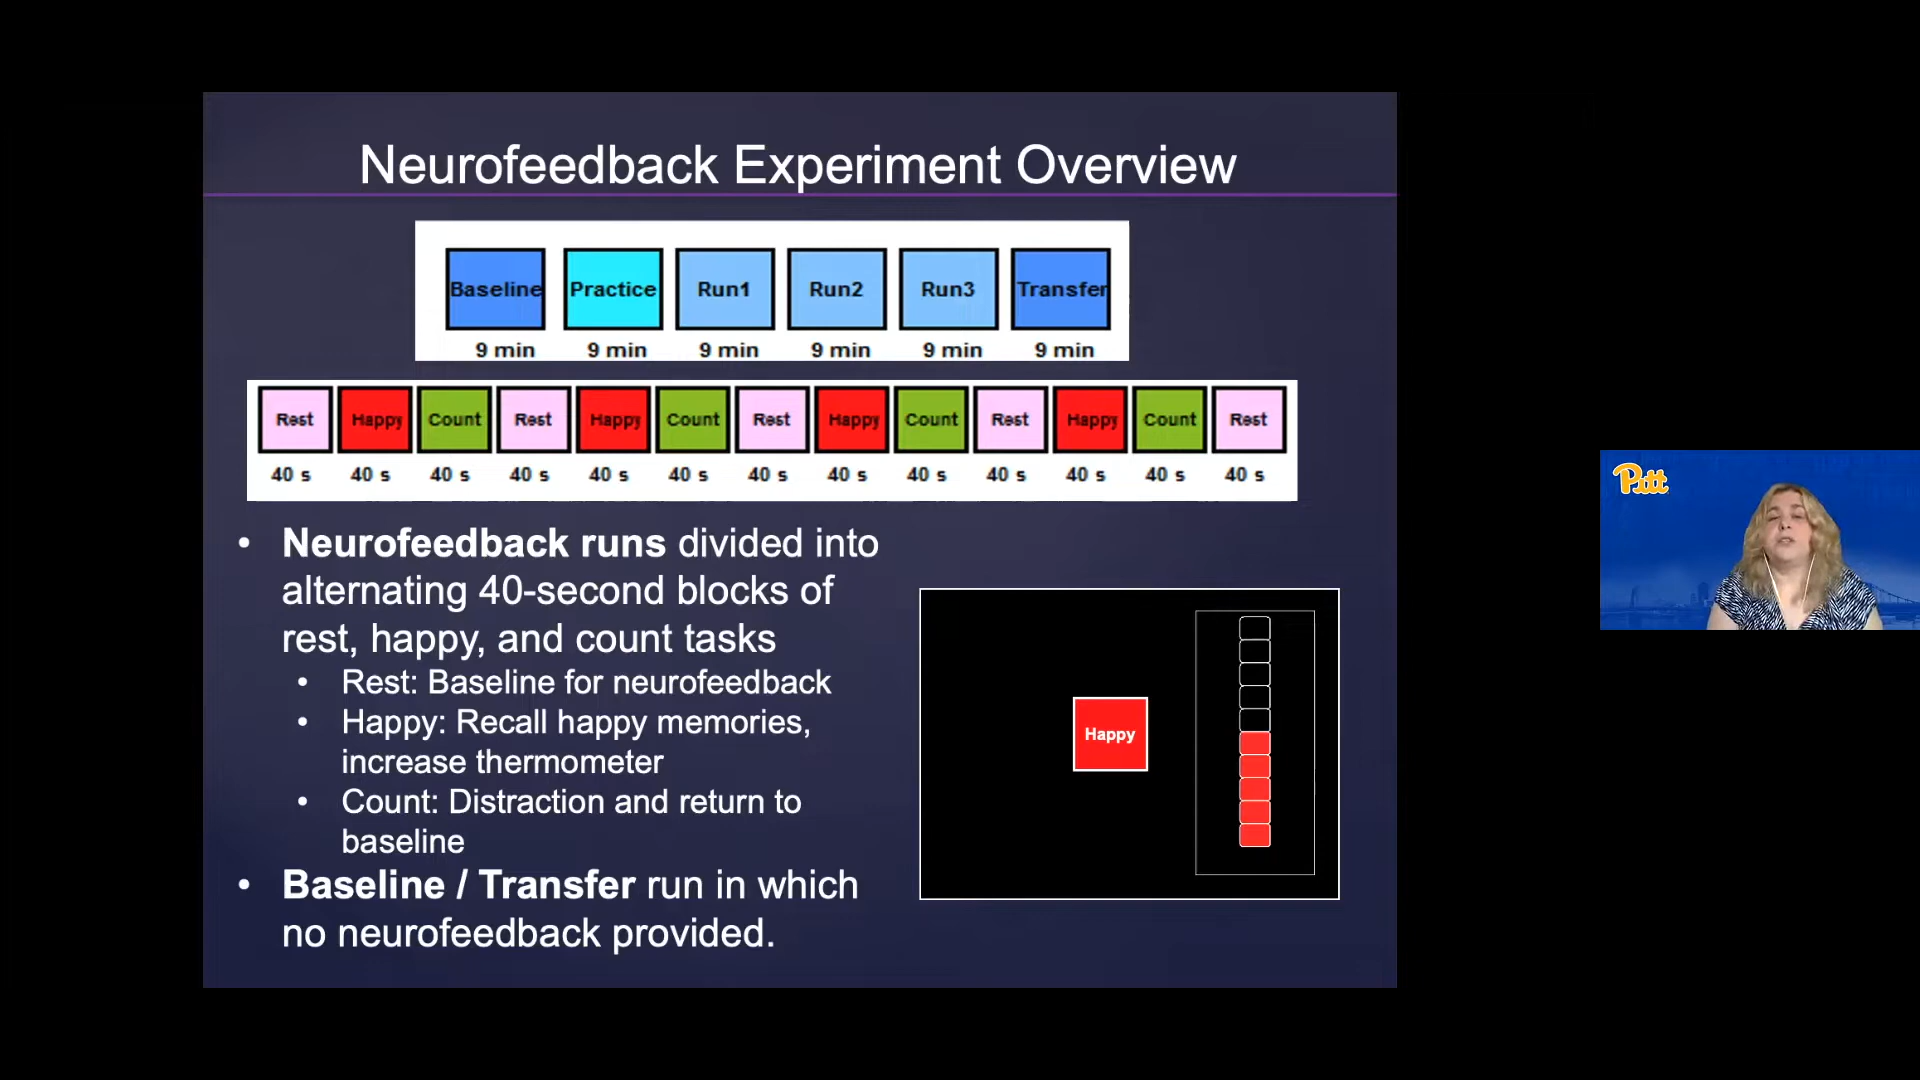 Neurofeedback Experiment Overview
Baseline Practice Run1 Run2 Run3 Transfer
9 min 9 min 9 min 9 min 9 min 9 min
Rest Happy Count Rest Happy Count Rest Happy Count Rest Happy Count Rest
40 s 40 s 40 s 40 s 40 s 40 s 40 s 40 s 40 s 40 s 40 s 40 s 40 s
• Neurofeedback runs divided into
alternating 40-second blocks of
rest, happy, and count tasks
• Rest: Baseline for neurofeedback
• Happy: Recall happy memories,
increase thermometer
• Count: Distraction and return to
baseline
• Baseline / Transfer run in which
no neurofeedback provided.
Happy
Pitt